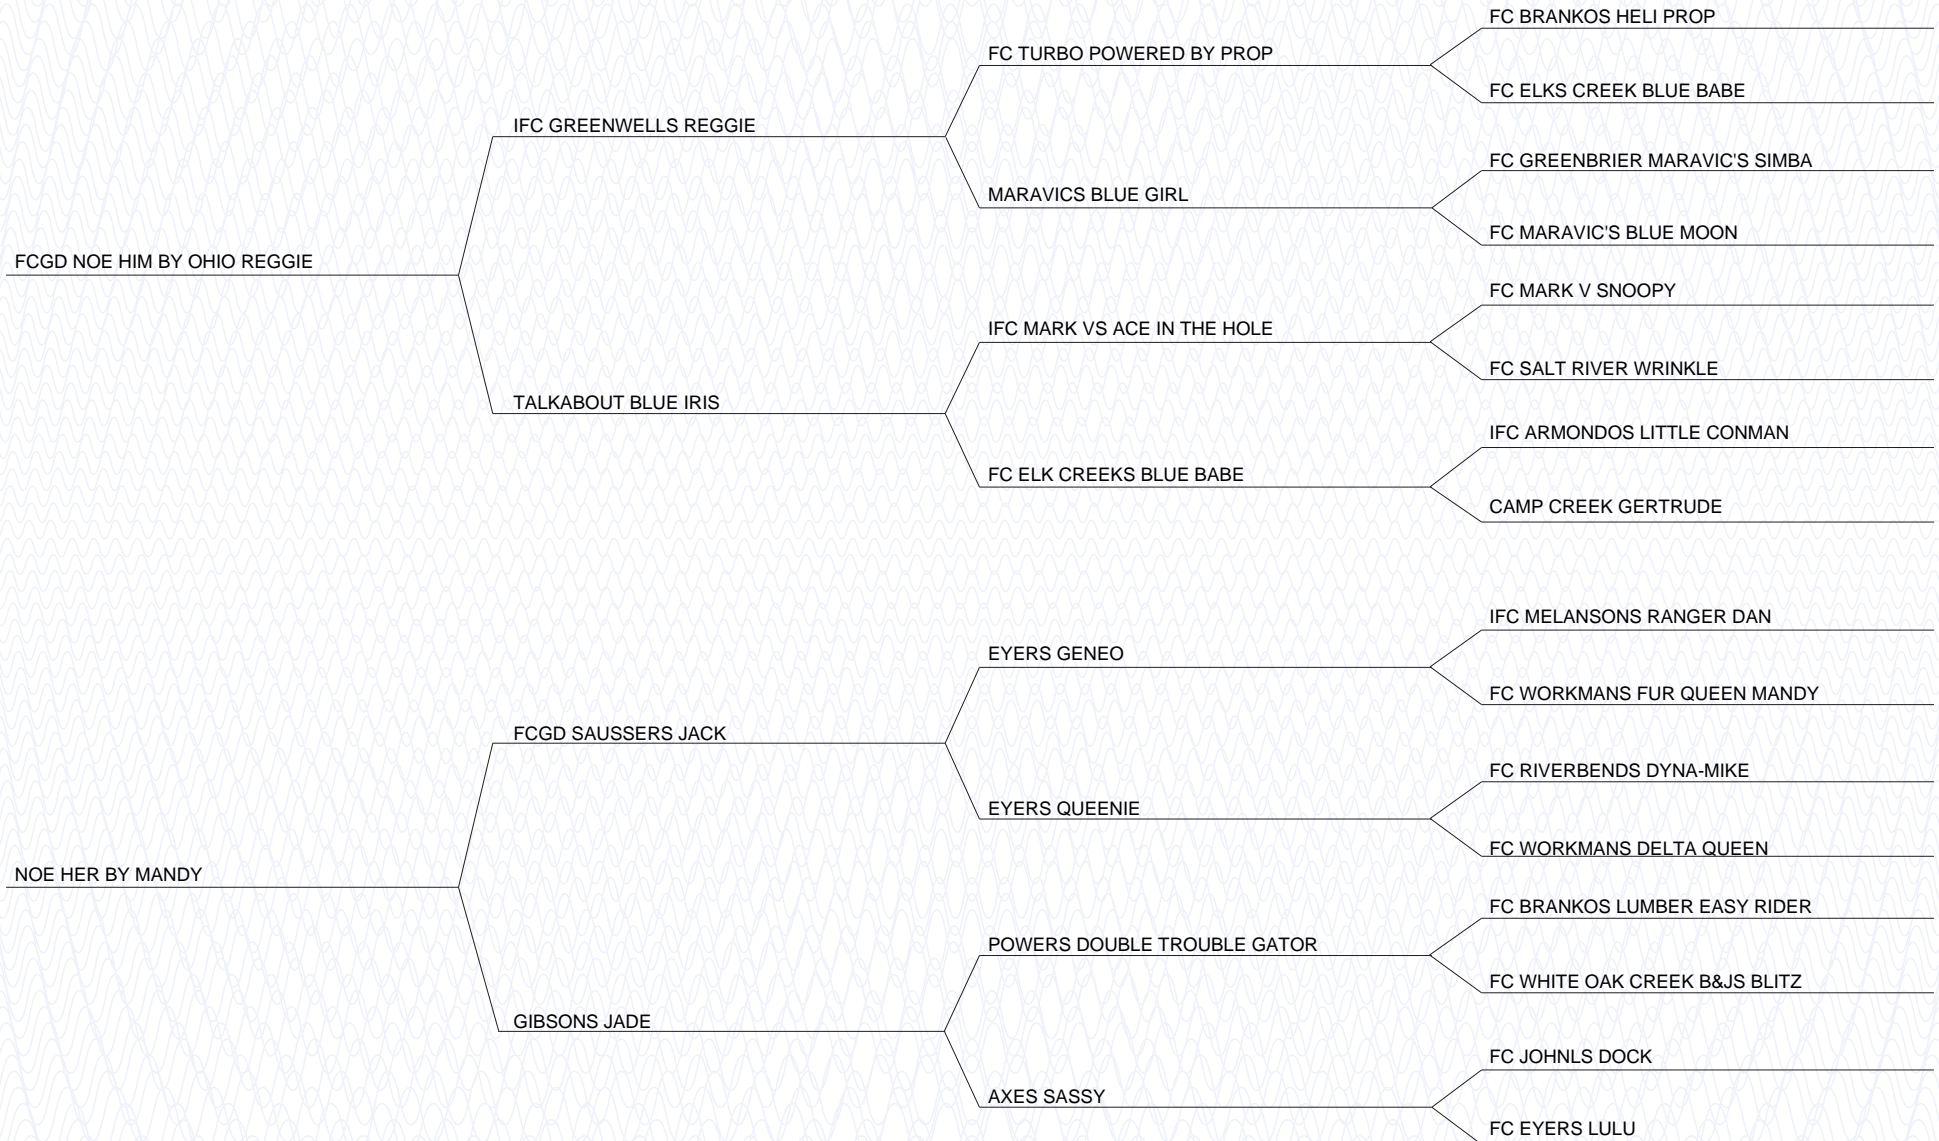 FC BRANKOS HELI PROP
FC TURBO POWERED BY PROP
FC ELKS CREEK BLUE BABE
IFC GREENWELLS REGGIE
FC GREENBRIER MARAVIC'S SIMBA
MARAVICS BLUE GIRL
FC MARAVIC'S BLUE MOON
FCGD NOE HIM BY OHIO REGGIE
FC MARK V SNOOPY
IFC MARK VS ACE IN THE HOLE
FC SALT RIVER WRINKLE
TALKABOUT BLUE IRIS
IFC ARMONDOS LITTLE CONMAN
FC ELK CREEKS BLUE BABE
CAMP CREEK GERTRUDE
IFC MELANSONS RANGER DAN
EYERS GENEO
FC WORKMANS FUR QUEEN MANDY
FCGD SAUSSERS JACK
FC RIVERBENDS DYNA-MIKE
EYERS QUEENIE
FC WORKMANS DELTA QUEEN
NOE HER BY MANDY
FC BRANKOS LUMBER EASY RIDER
POWERS DOUBLE TROUBLE GATOR
FC WHITE OAK CREEK B&JS BLITZ
GIBSONS JADE
FC JOHNLS DOCK
AXES SASSY
FC EYERS LULU